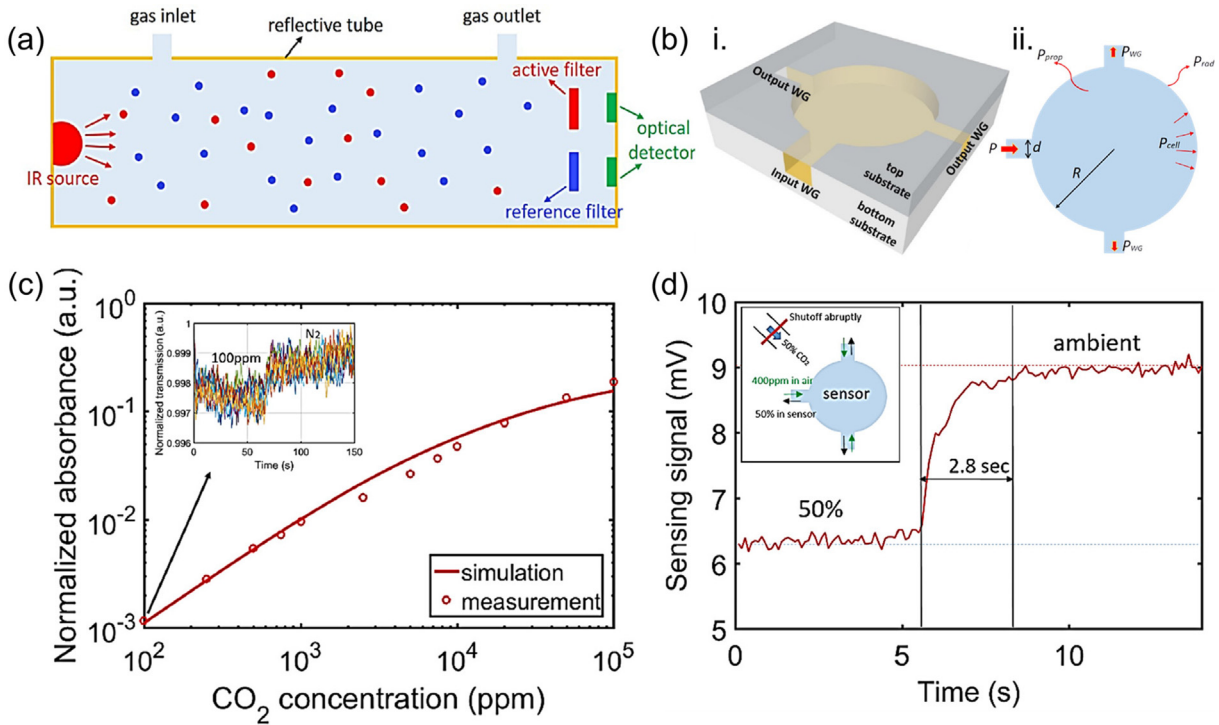 (a)
gas inlet
reflective tube
gas outlet
active filter
optical
detector
IR source
reference filter
(b)
i.
Output WG
Output WG
Input WG
top
substrate
bottom
substrate
ii.
P_WG
P_prop
P_rad
P
d
P_cell
R
P_WG
(c)
Normalized absorbance (a.u.)
10^0
10^-1
10^-2
10^-3
Normalized transmission (a.u.)
1
0.999
0.998
0.997
0.996
100ppm
N2
0
50
100
150
Time (s)
simulation
measurement
10^2
10^3
10^4
10^5
CO₂ concentration (ppm)
(d)
Sensing signal (mV)
10
9
8
7
6
5
Shutoff abruptly
50% CO₂
400ppm in air
50% in sensor
sensor
ambient
2.8 sec
50%
0
5
10
Time (s)